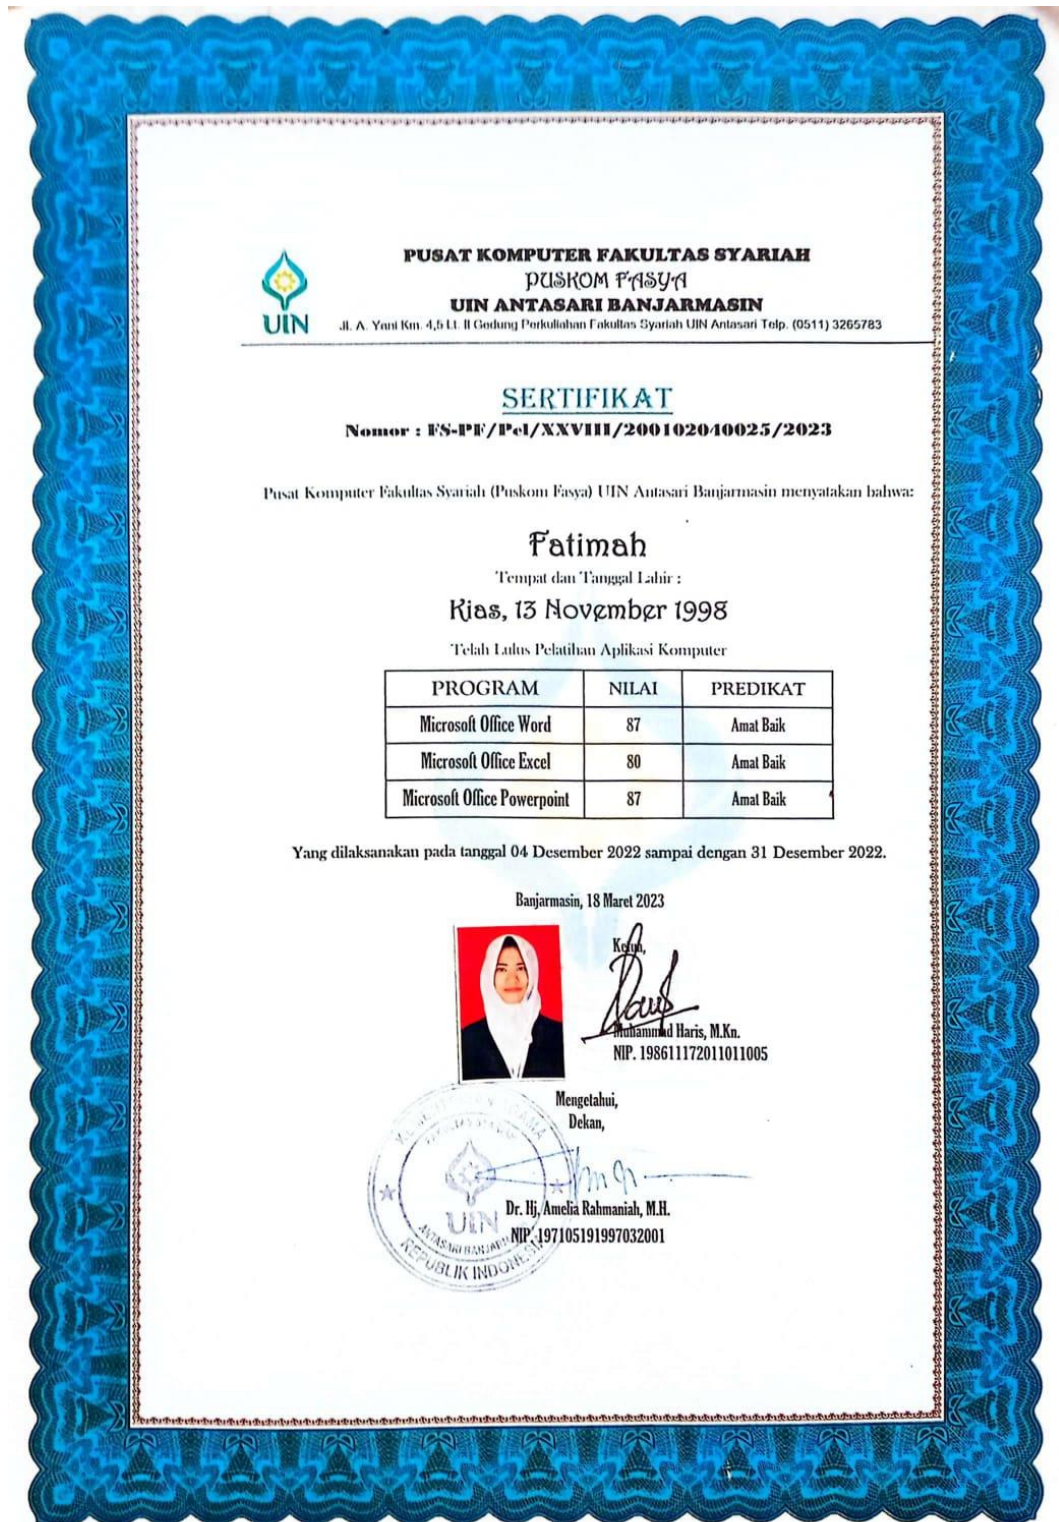 UIN
PUSAT KOMPUTER FAKULTAS SYARIAH
PUSKOM FASYA
UIN ANTASARI BANJARMASIN
Jl. A. Yani Km. 4,5 Lt. II Gedung Perkuliahan Fakultas Syariah UIN Antasari Telp. (0511) 3265783
SERTIFIKAT
Nomor : FS-PF/Pel/XXVIII/200102040025/2023
Pusat Komputer Fakultas Syariah (Puskom Fasya) UIN Antasari Banjarmasin menyatakan bahwa:
Fatimah
Tempat dan Tanggal Lahir :
Kias, 13 November 1998
Telah Lulus Pelatihan Aplikasi Komputer
PROGRAM NILAI PREDIKAT
Microsoft Office Word 87 Amat Baik
Microsoft Office Excel 80 Amat Baik
Microsoft Office Powerpoint 87 Amat Baik
Yang dilaksanakan pada tanggal 04 Desember 2022 sampai dengan 31 Desember 2022.
Banjarmasin, 18 Maret 2023
Ketua,
Muhammad Haris, M.Kn.
NIP. 198611172011011005
Mengetahui,
Dekan,
Dr. Hj, Amelia Rahmaniah, M.H.
NIP. 197105191997032001
UIN
REPUBLIK INDONESIA